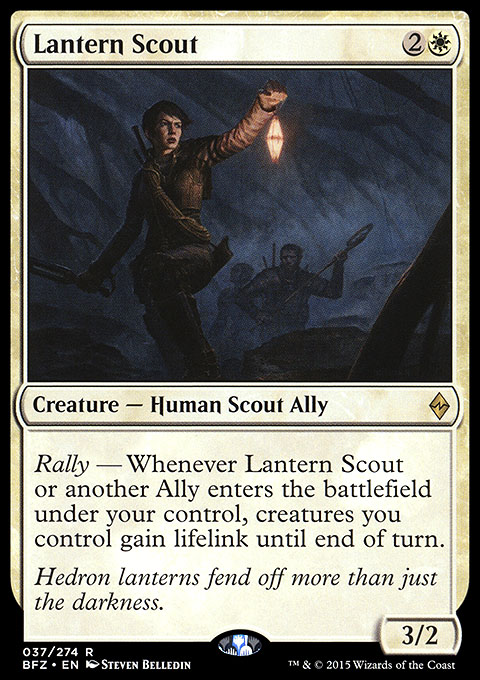 Lantern Scout 2
Creature — Human Scout Ally
Rally — Whenever Lantern Scout
or another Ally enters the battlefield
under your control, creatures you
control gain lifelink until end of turn.
Hedron lanterns fend off more than just
the darkness.
3/2
037/274 R
BFZ • EN Steven Belledin
™ & © 2015 Wizards of the Coast